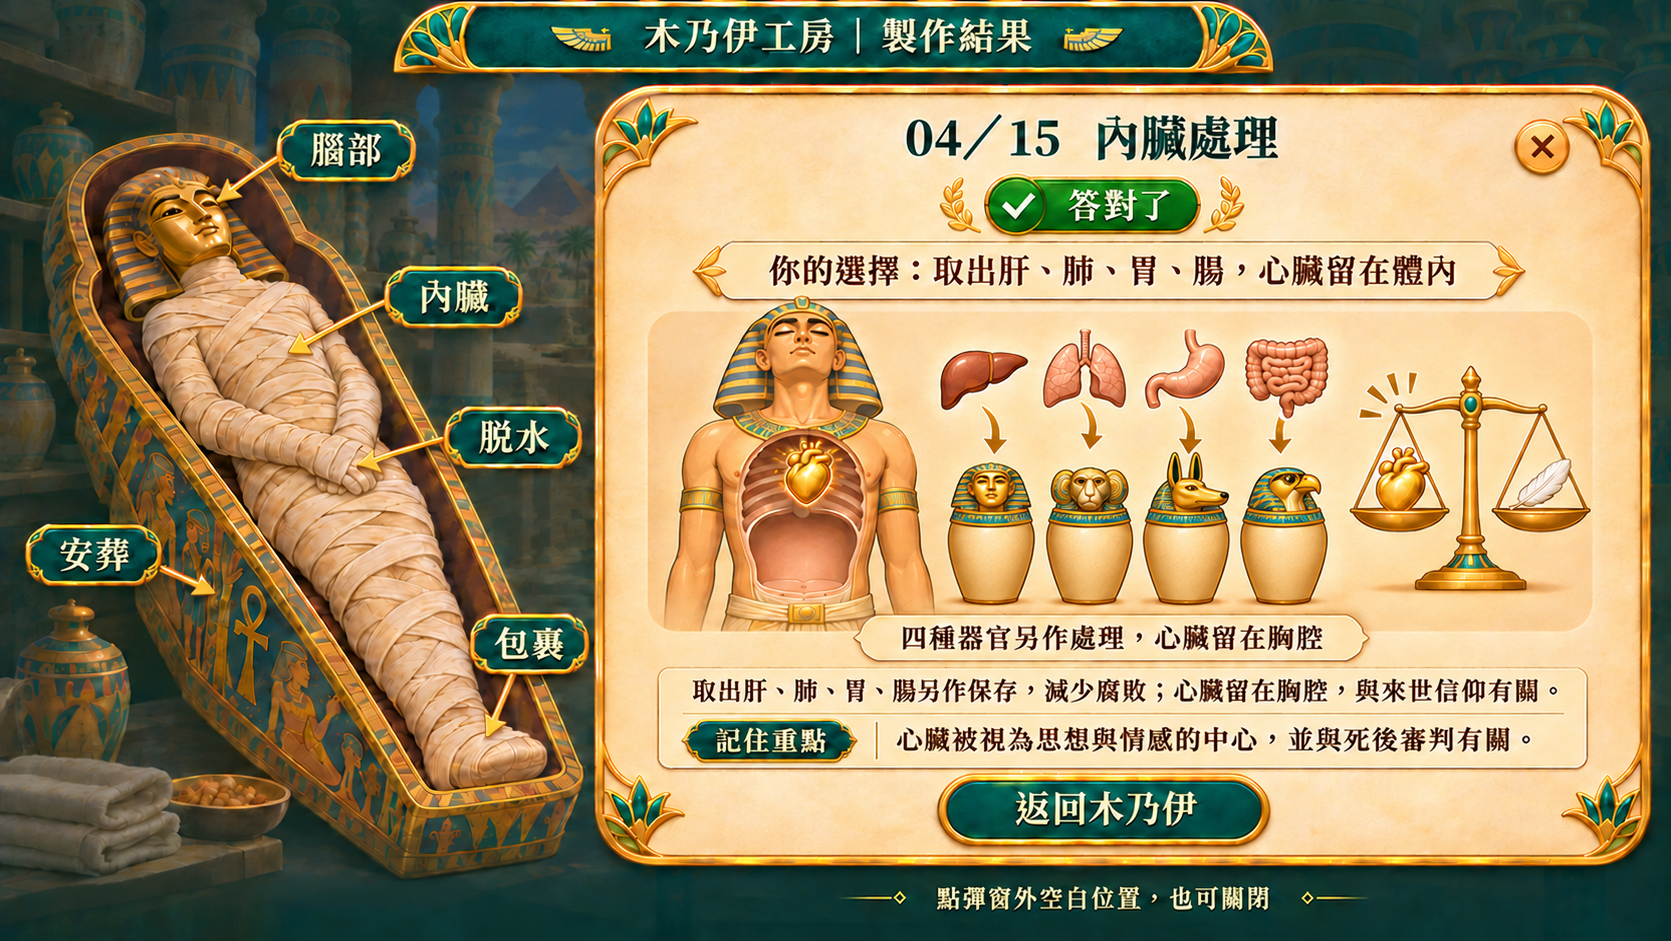 木乃伊工房｜製作結果
腦部
內臟
脫水
安葬
包裹
04／15 內臟處理
答對了
你的選擇：取出肝、肺、胃、腸，心臟留在體內
四種器官另作處理，心臟留在胸腔
取出肝、肺、胃、腸另作保存，減少腐敗；心臟留在胸腔，與來世信仰有關。
記住重點
心臟被視為思想與情感的中心，並與死後審判有關。
返回木乃伊
點彈窗外空白位置，也可關閉